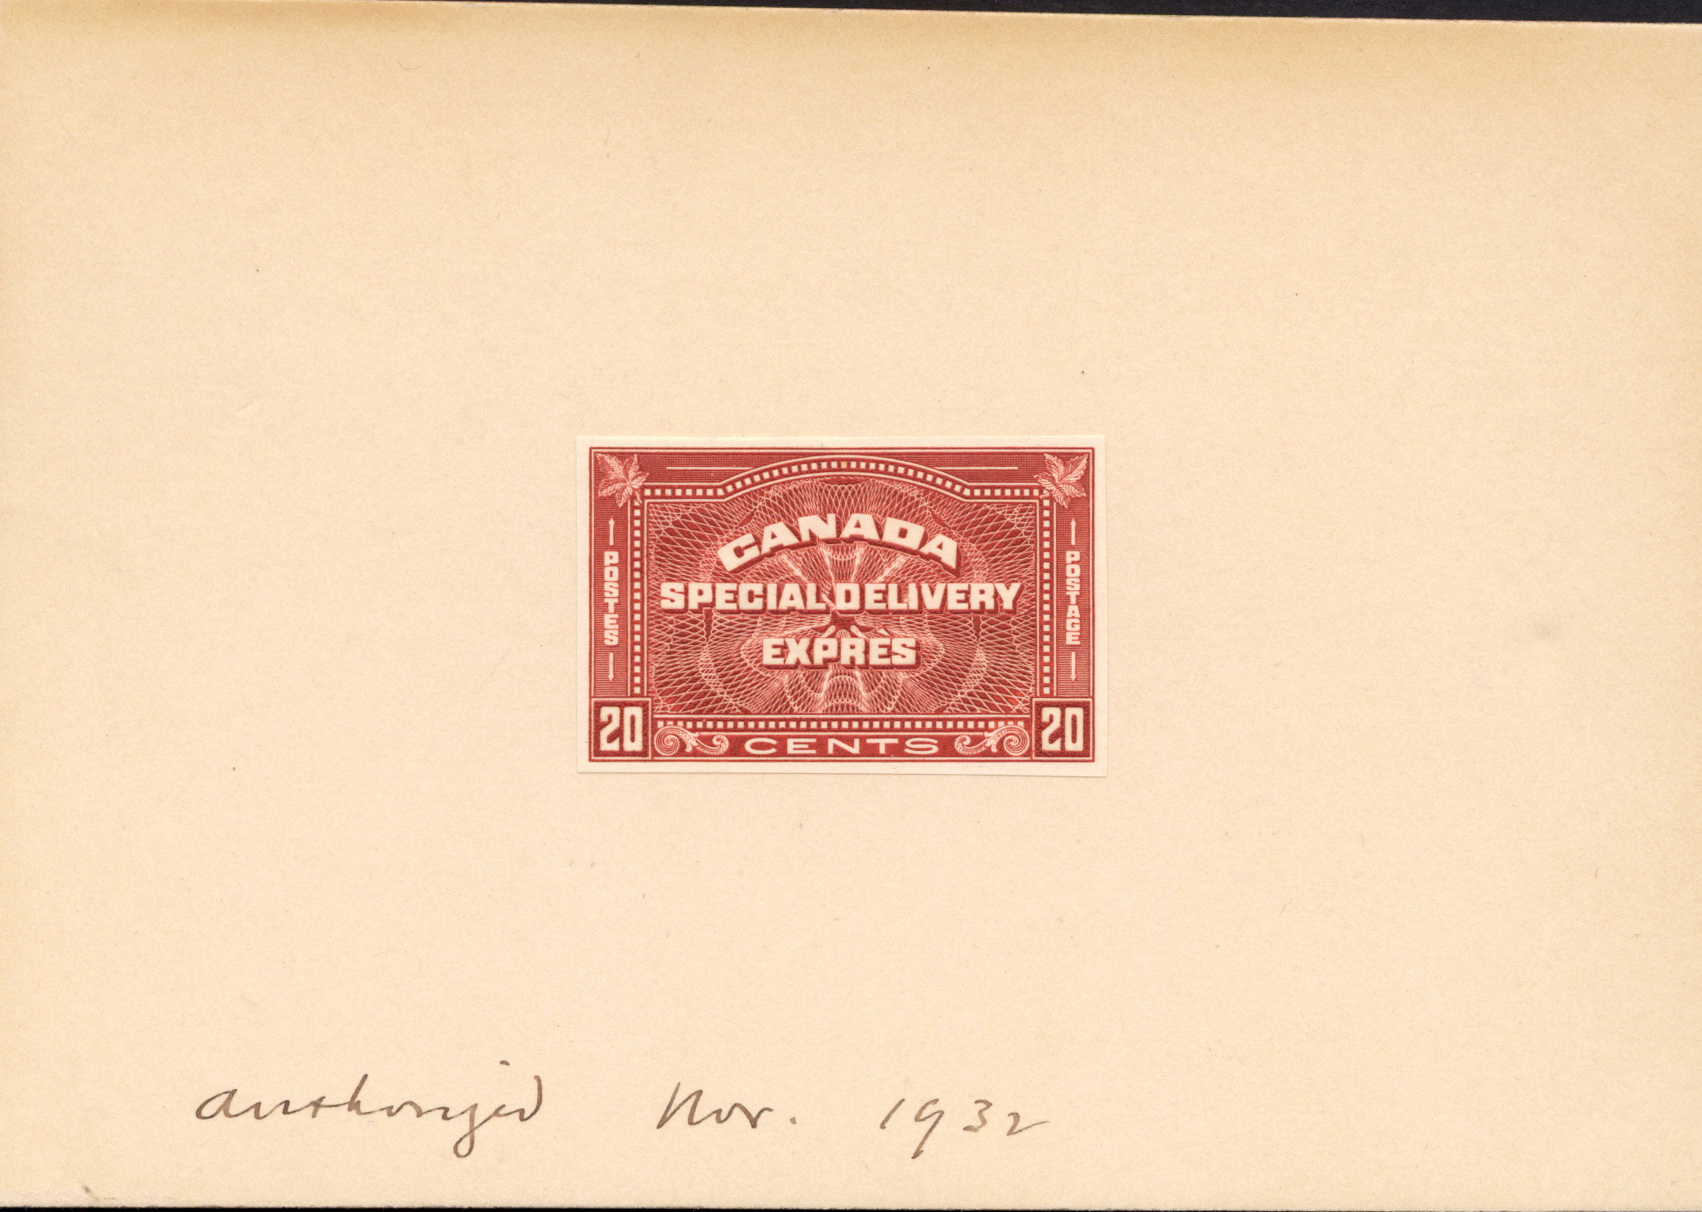 CANADA
SPECIAL DELIVERY
EXPRÈS
POSTES
POSTAGE
20 CENTS 20
authorized Nov. 1932